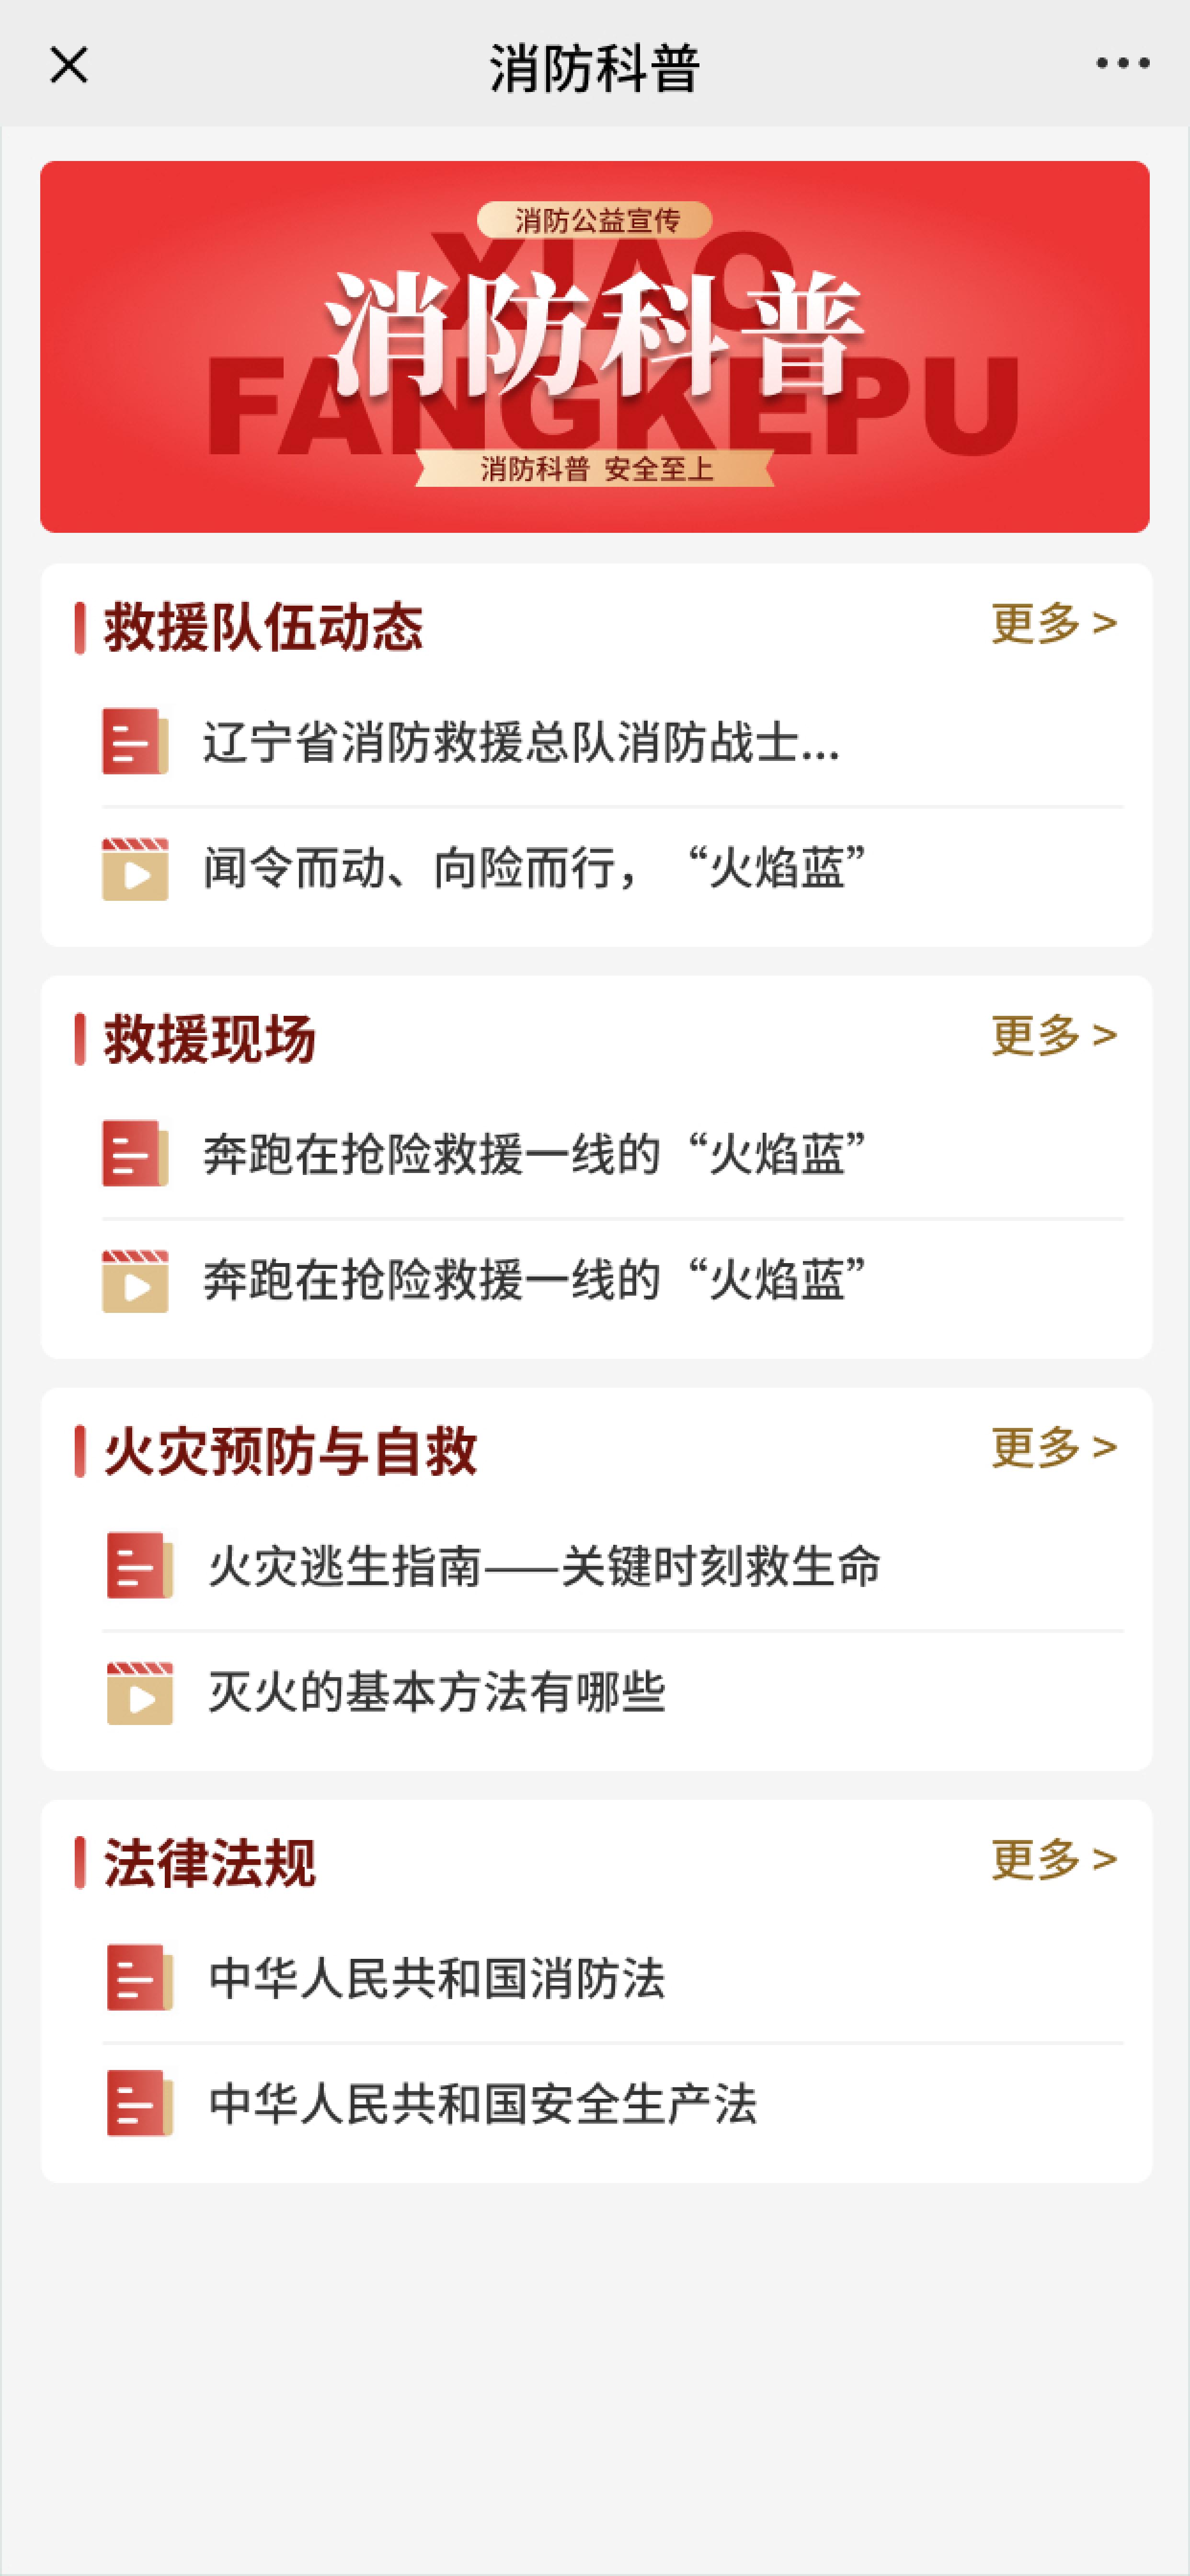 消防科普
消防公益宣传
XIAO
消防科普
FANGKEPU
消防科普 安全至上
救援队伍动态
更多 >
辽宁省消防救援总队消防战士...
闻令而动、向险而行，“火焰蓝”
救援现场
更多 >
奔跑在抢险救援一线的“火焰蓝”
奔跑在抢险救援一线的“火焰蓝”
火灾预防与自救
更多 >
火灾逃生指南——关键时刻救生命
灭火的基本方法有哪些
法律法规
更多 >
中华人民共和国消防法
中华人民共和国安全生产法